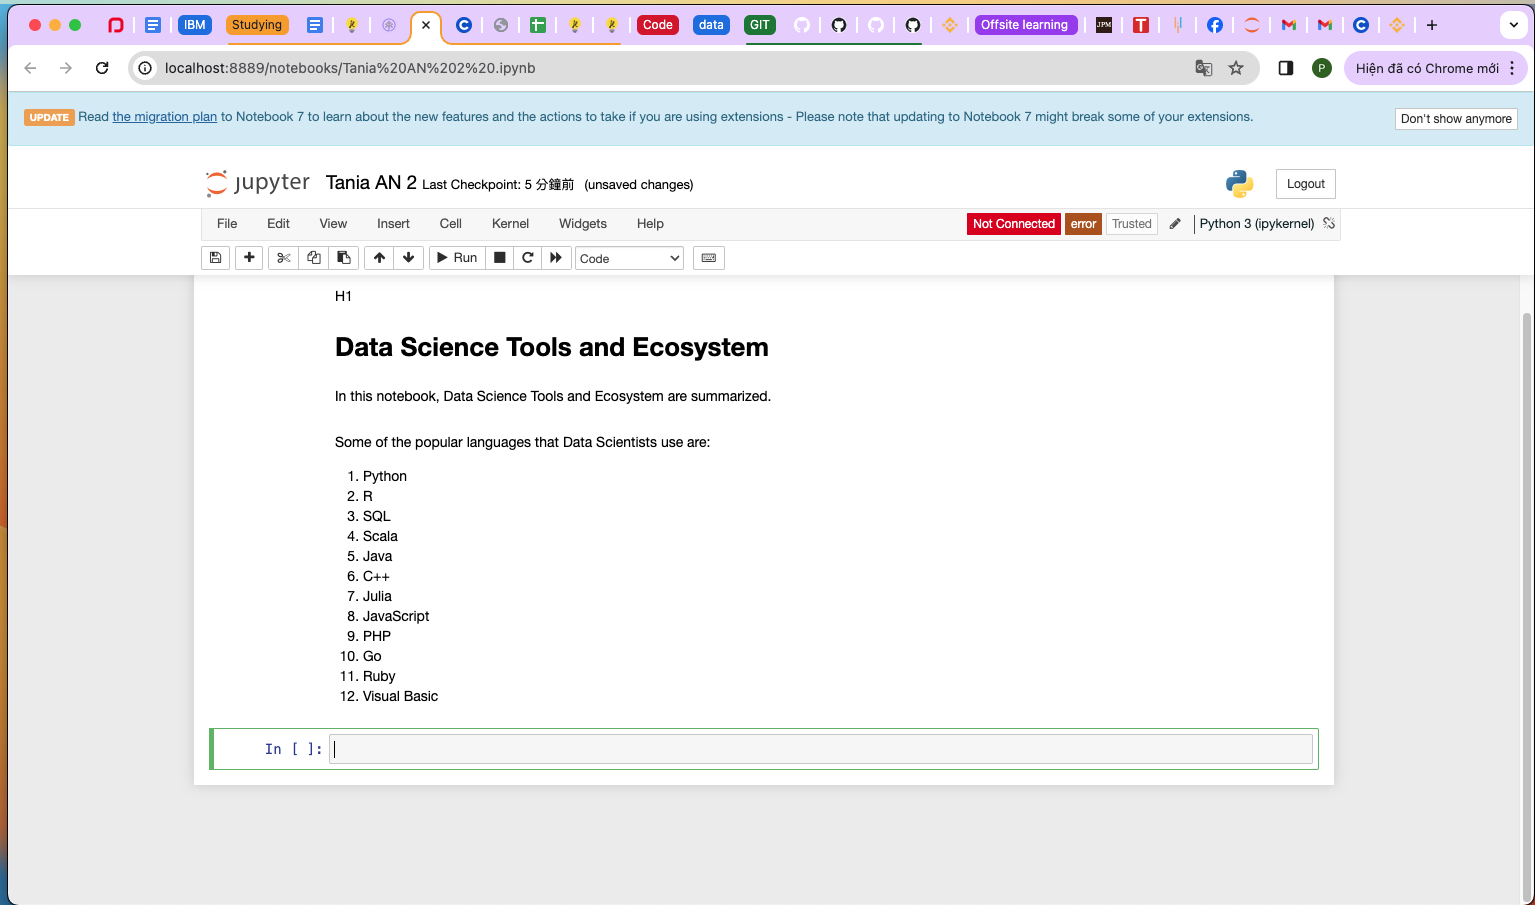 IBM Studying Code data GIT Offsite learning JPM
localhost:8889/notebooks/Tania%20AN%202%20.ipynb P Hiện đã có Chrome mới
UPDATE Read the migration plan to Notebook 7 to learn about the new features and the actions to take if you are using extensions - Please note that updating to Notebook 7 might break some of your extensions. Don't show anymore
jupyter Tania AN 2 Last Checkpoint: 5 分鐘前 (unsaved changes) Logout
File Edit View Insert Cell Kernel Widgets Help Not Connected error Trusted Python 3 (ipykernel)
Run Code
H1
Data Science Tools and Ecosystem
In this notebook, Data Science Tools and Ecosystem are summarized.
Some of the popular languages that Data Scientists use are:
1. Python
2. R
3. SQL
4. Scala
5. Java
6. C++
7. Julia
8. JavaScript
9. PHP
10. Go
11. Ruby
12. Visual Basic
In [ ]: